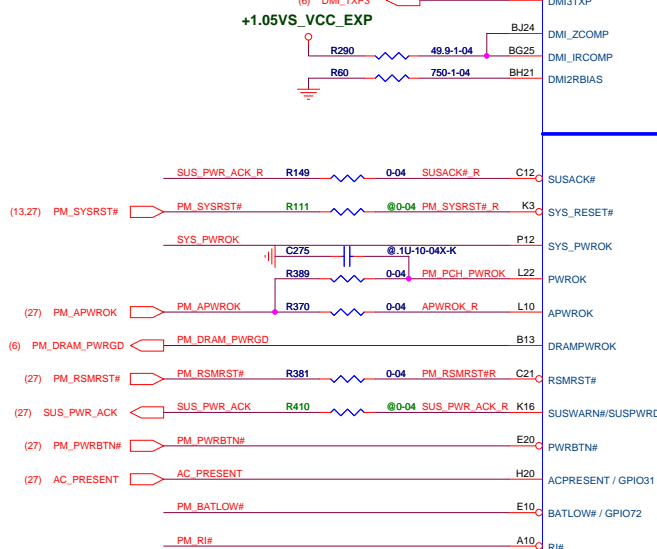 (6) DMI_TXP3 DMI3TXP
+1.05VS_VCC_EXP
BJ24 DMI_ZCOMP
R290 49.9-1-04 BG25 DMI_IRCOMP
R60 750-1-04 BH21 DMI2RBIAS
SUS_PWR_ACK_R R149 0-04 SUSACK#_R C12 SUSACK#
(13,27) PM_SYSRST# PM_SYSRST# R111 @0-04 PM_SYSRST#_R K3 SYS_RESET#
SYS_PWROK P12 SYS_PWROK
C275 @.1U-10-04X-K
R389 0-04 PM_PCH_PWROK L22 PWROK
(27) PM_APWROK PM_APWROK R370 0-04 APWROK_R L10 APWROK
(6) PM_DRAM_PWRGD PM_DRAM_PWRGD B13 DRAMPWROK
(27) PM_RSMRST# PM_RSMRST# R381 0-04 PM_RSMRST#R C21 RSMRST#
(27) SUS_PWR_ACK SUS_PWR_ACK R410 @0-04 SUS_PWR_ACK_R K16 SUSWARN#/SUSPWRD
(27) PM_PWRBTN# PM_PWRBTN# E20 PWRBTN#
(27) AC_PRESENT AC_PRESENT H20 ACPRESENT / GPIO31
PM_BATLOW# E10 BATLOW# / GPIO72
PM_RI# A10 RI#